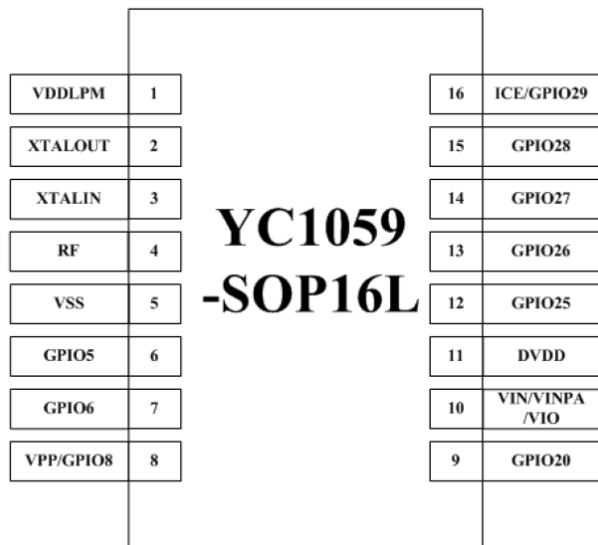 VDDLPM 1
XTALOUT 2
XTALIN 3
RF 4
VSS 5
GPIO5 6
GPIO6 7
VPP/GPIO8 8
YC1059
-SOP16L
16 ICE/GPIO29
15 GPIO28
14 GPIO27
13 GPIO26
12 GPIO25
11 DVDD
10 VIN/VINPA
/VIO
9 GPIO20